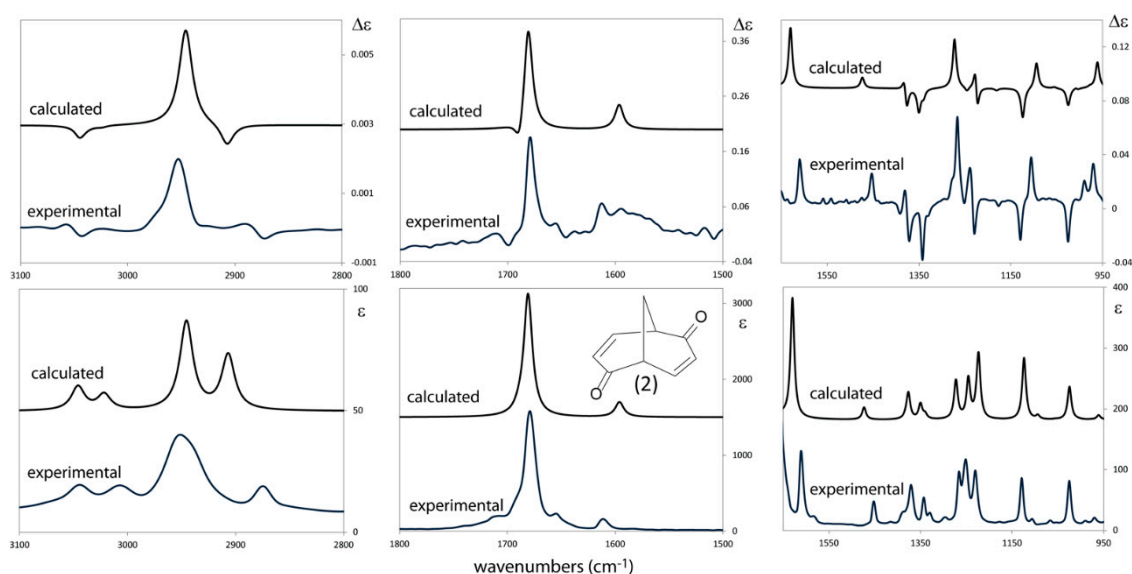 Δε
0.005
calculated
0.003
experimental
0.001
-0.001
3100 3000 2900 2800
Δε
0.36
calculated
0.26
0.16
experimental
0.06
-0.04
1800 1700 1600 1500
Δε
0.12
calculated
0.08
experimental
0.04
0
-0.04
1550 1350 1150 950
100
ε
calculated
50
experimental
0
3100 3000 2900 2800
3000
ε
O
O
(2)
calculated
2000
1000
experimental
0
1800 1700 1600 1500
400
ε
300
calculated
200
experimental
100
0
1550 1350 1150 950
wavenumbers (cm-1)